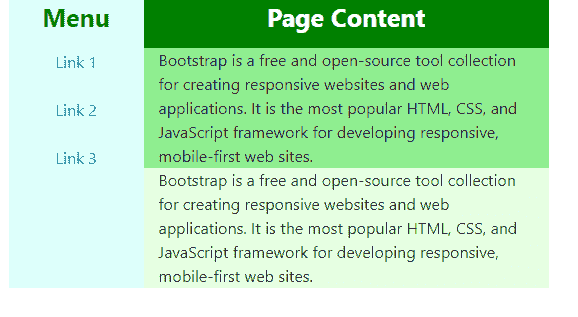 Menu
Link 1
Link 2
Link 3
Page Content
Bootstrap is a free and open-source tool collection
for creating responsive websites and web
applications. It is the most popular HTML, CSS, and
JavaScript framework for developing responsive,
mobile-first web sites.
Bootstrap is a free and open-source tool collection
for creating responsive websites and web
applications. It is the most popular HTML, CSS, and
JavaScript framework for developing responsive,
mobile-first web sites.